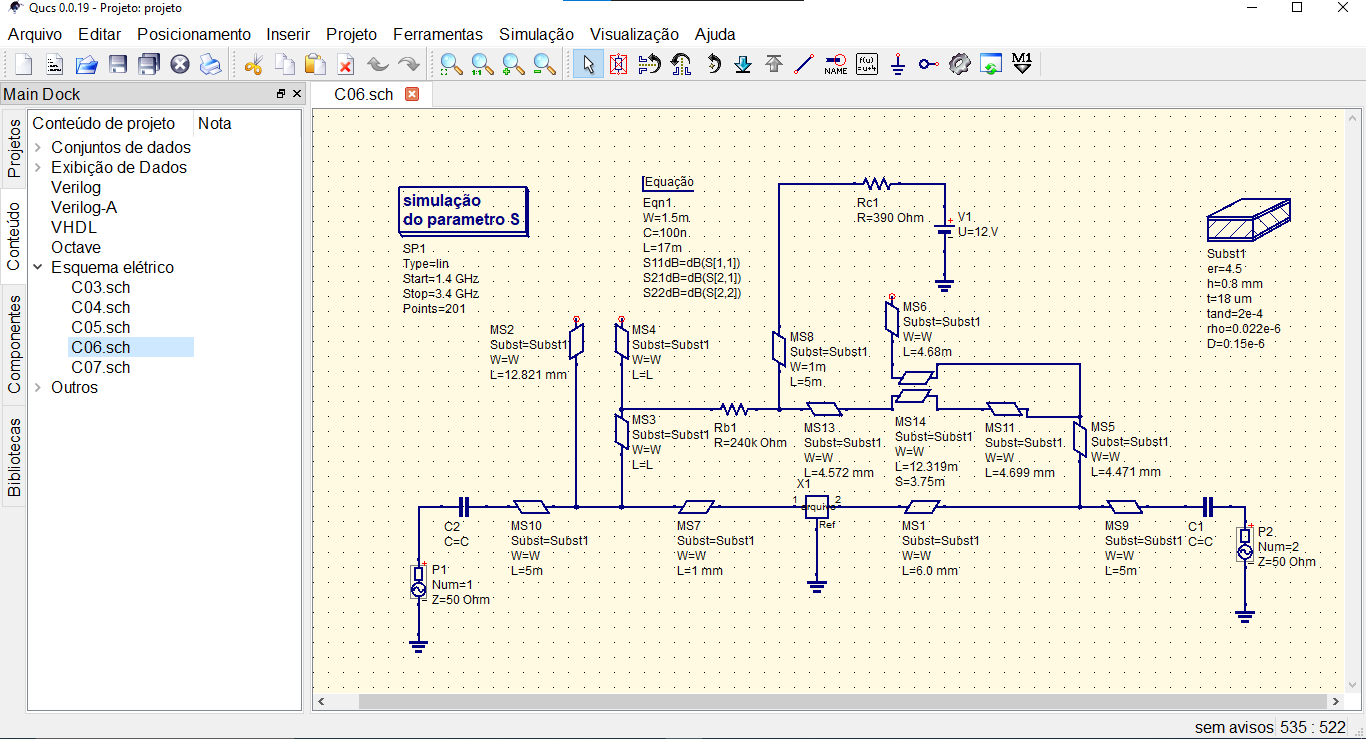 Qucs 0.0.19 - Projeto: projeto
Arquivo Editar Posicionamento Inserir Projeto Ferramentas Simulação Visualização Ajuda
1:1
NAME
f(u)
=u+4
M1
Main Dock
C06.sch
Projetos
Conteúdo
Componentes
Bibliotecas
Conteúdo de projeto Nota
Conjuntos de dados
Exibição de Dados
Verilog
Verilog-A
VHDL
Octave
Esquema elétrico
C03.sch
C04.sch
C05.sch
C06.sch
C07.sch
Outros
simulação
do parametro S
SP.1
Type=lin
Start=1.4 GHz
Stop=3.4 GHz
Points=201
Equação
Eqn1.
W=1.5m.
C=100n.
L=17m
S11dB=dB(S[1,1])
S21dB=dB(S[2,1])
S22dB=dB(S[2,2])
Rc1
R=390 Ohm
V1
U=12 V
Subst1
er=4.5
h=0.8 mm
t=18 um
tand=2e-4
rho=0.022e-6
D=0.15e-6
MS2
Subst=Subst1
W=W
L=12.821 mm
MS4
Subst=Subst1
W=W
L=L
MS8
Subst=Subst1
W=1m
L=5m
MS6
Subst=Subst1
W=W
L=4.68m
MS3
Subst=Subst1
W=W
L=L
Rb1
R=240k Ohm
MS13
Subst=Subst1
W=W
L=4.572 mm
MS14
Subst=Subst1
W=W
L=12.319m
S=3.75m
MS11
Subst=Subst1
W=W
L=4.699 mm
MS5
Subst=Subst1
W=W
L=4.471 mm
X1
1
arquivo
2
Ref
C2
C=C
MS10
Subst=Subst1
W=W
L=5m
MS7
Subst=Subst1
W=W
L=1 mm
MS1
Subst=Subst1
W=W
L=6.0 mm
MS9
Subst=Subst1
W=W
L=5m
C1
C=C
P1
Num=1
Z=50 Ohm
P2
Num=2
Z=50 Ohm
sem avisos 535 : 522